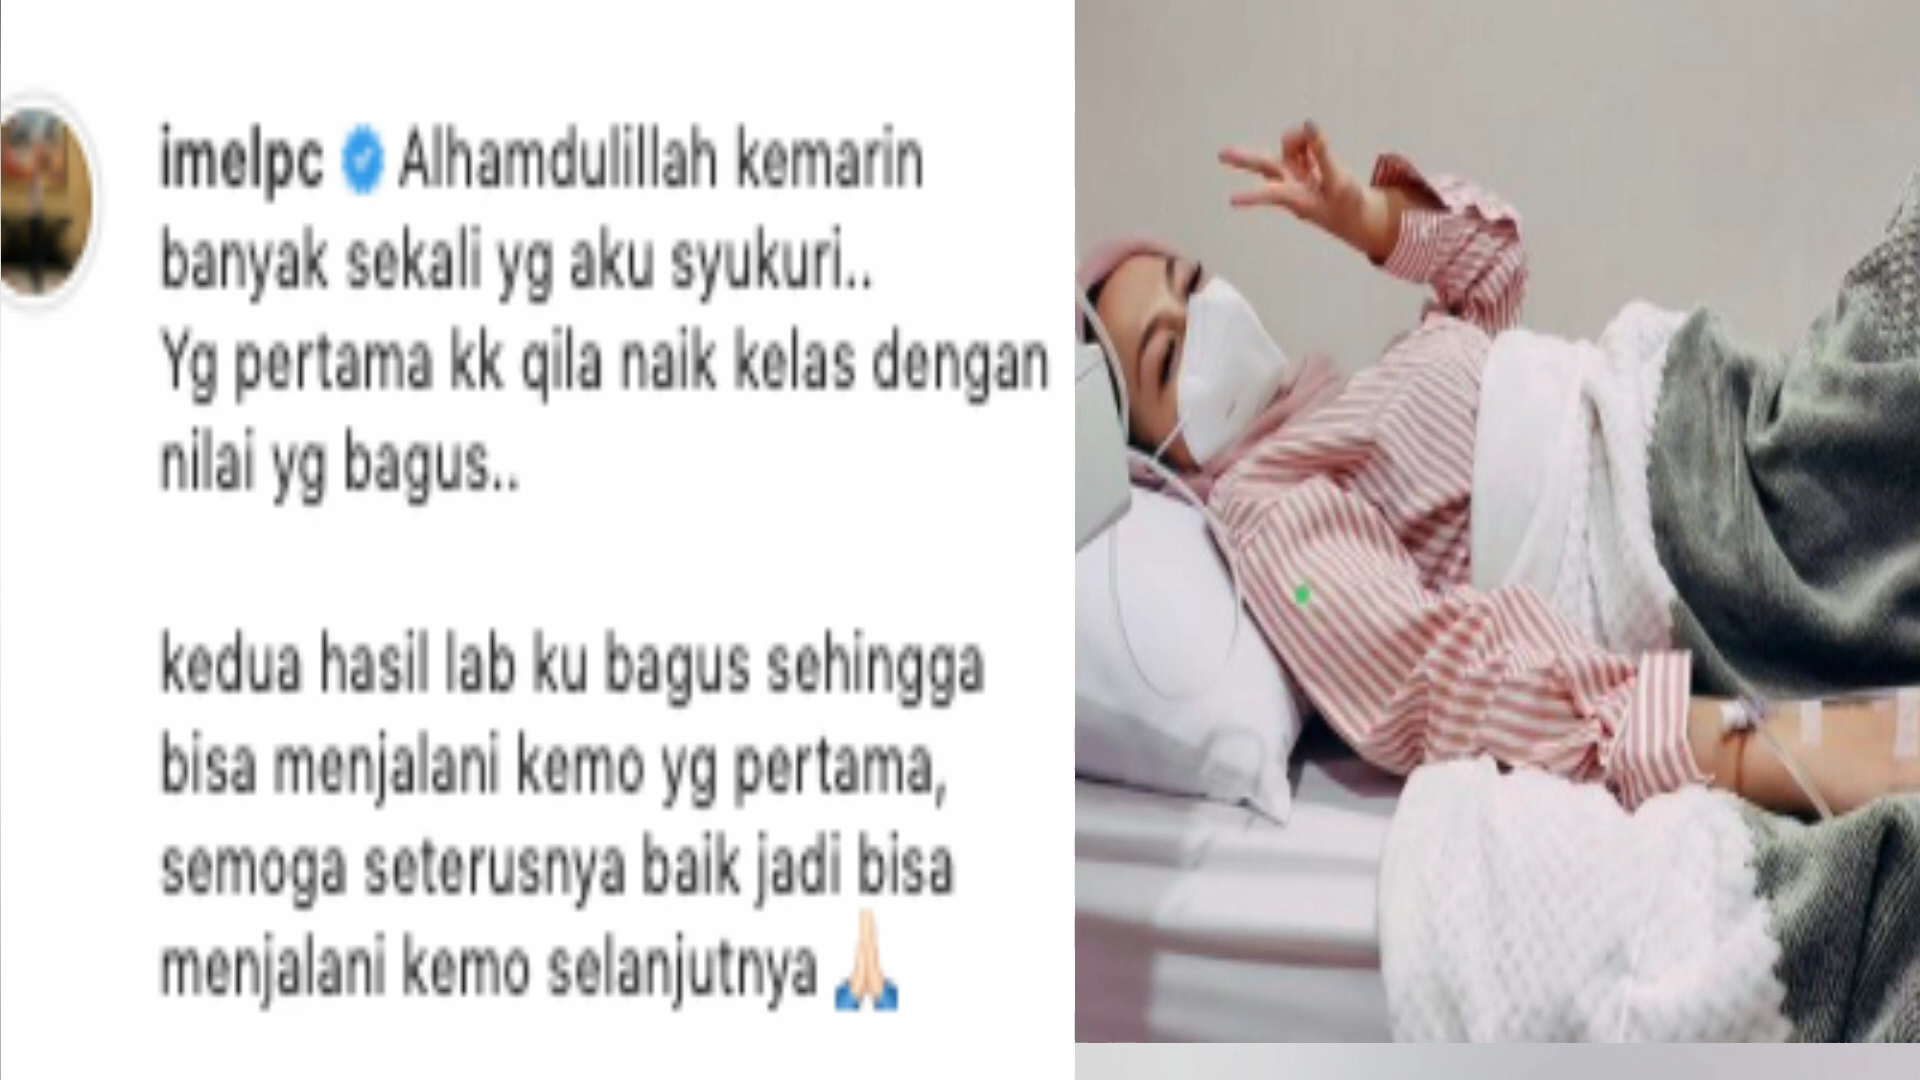 imelpc Alhamdulillah kemarin
banyak sekali yg aku syukuri..
Yg pertama kk qila naik kelas dengan
nilai yg bagus..
kedua hasil lab ku bagus sehingga
bisa menjalani kemo yg pertama,
semoga seterusnya baik jadi bisa
menjalani kemo selanjutnya 🙏🏻